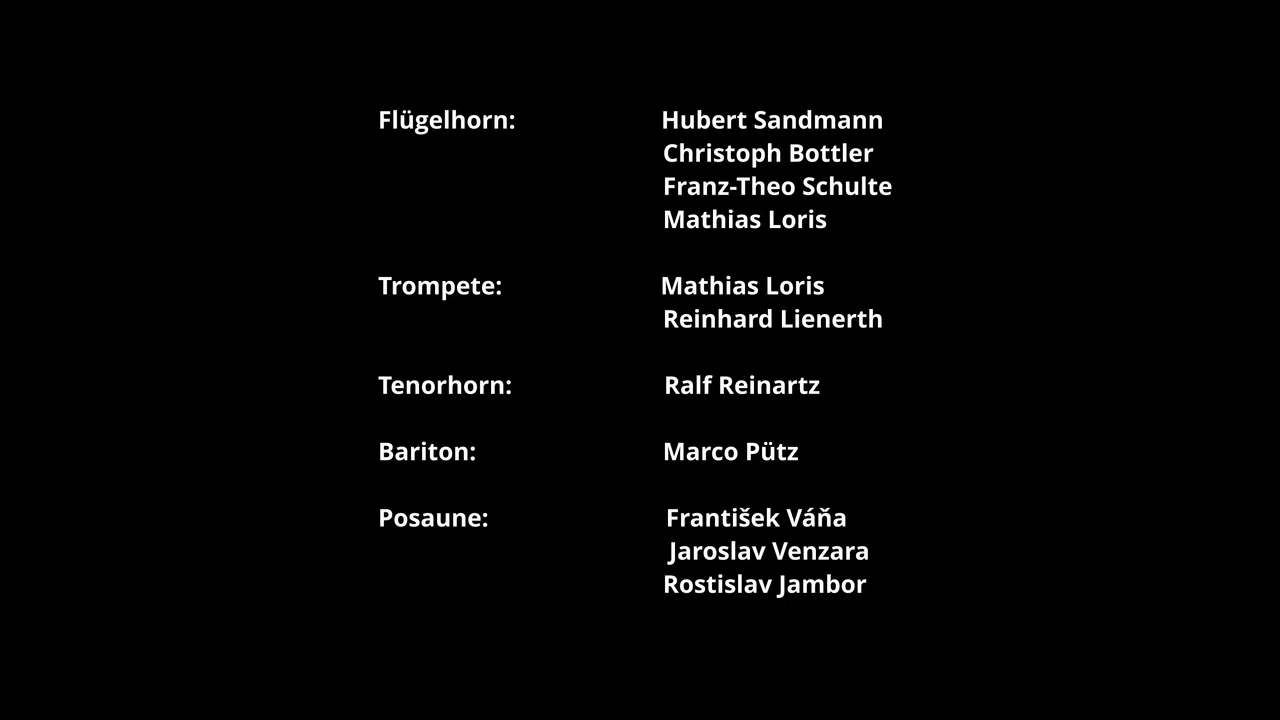 Flügelhorn: Hubert Sandmann
Christoph Bottler
Franz-Theo Schulte
Mathias Loris
Trompete: Mathias Loris
Reinhard Lienerth
Tenorhorn: Ralf Reinartz
Bariton: Marco Pütz
Posaune: František Váňa
Jaroslav Venzara
Rostislav Jambor